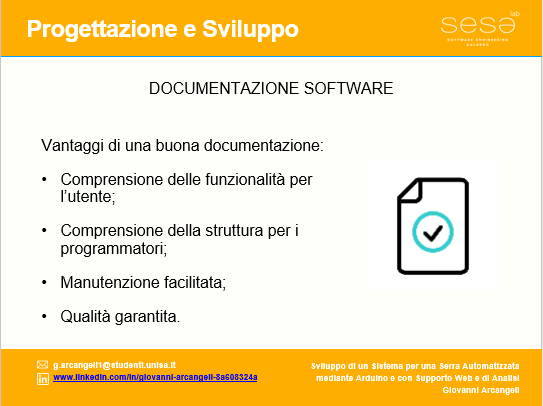 Progettazione e Sviluppo
sesa lab
SOFTWARE ENGINEERING
SALERNO
DOCUMENTAZIONE SOFTWARE
Vantaggi di una buona documentazione:
• Comprensione delle funzionalità per
l'utente;
• Comprensione della struttura per i
programmatori;
• Manutenzione facilitata;
• Qualità garantita.
g.arcangeli1@studenti.unisa.it
www.linkedin.com/in/giovanni-arcangeli-8a608324a
Sviluppo di un Sistema per una Serra Automatizzata
mediante Arduino e con Supporto Web e di Analisi
Giovanni Arcangeli